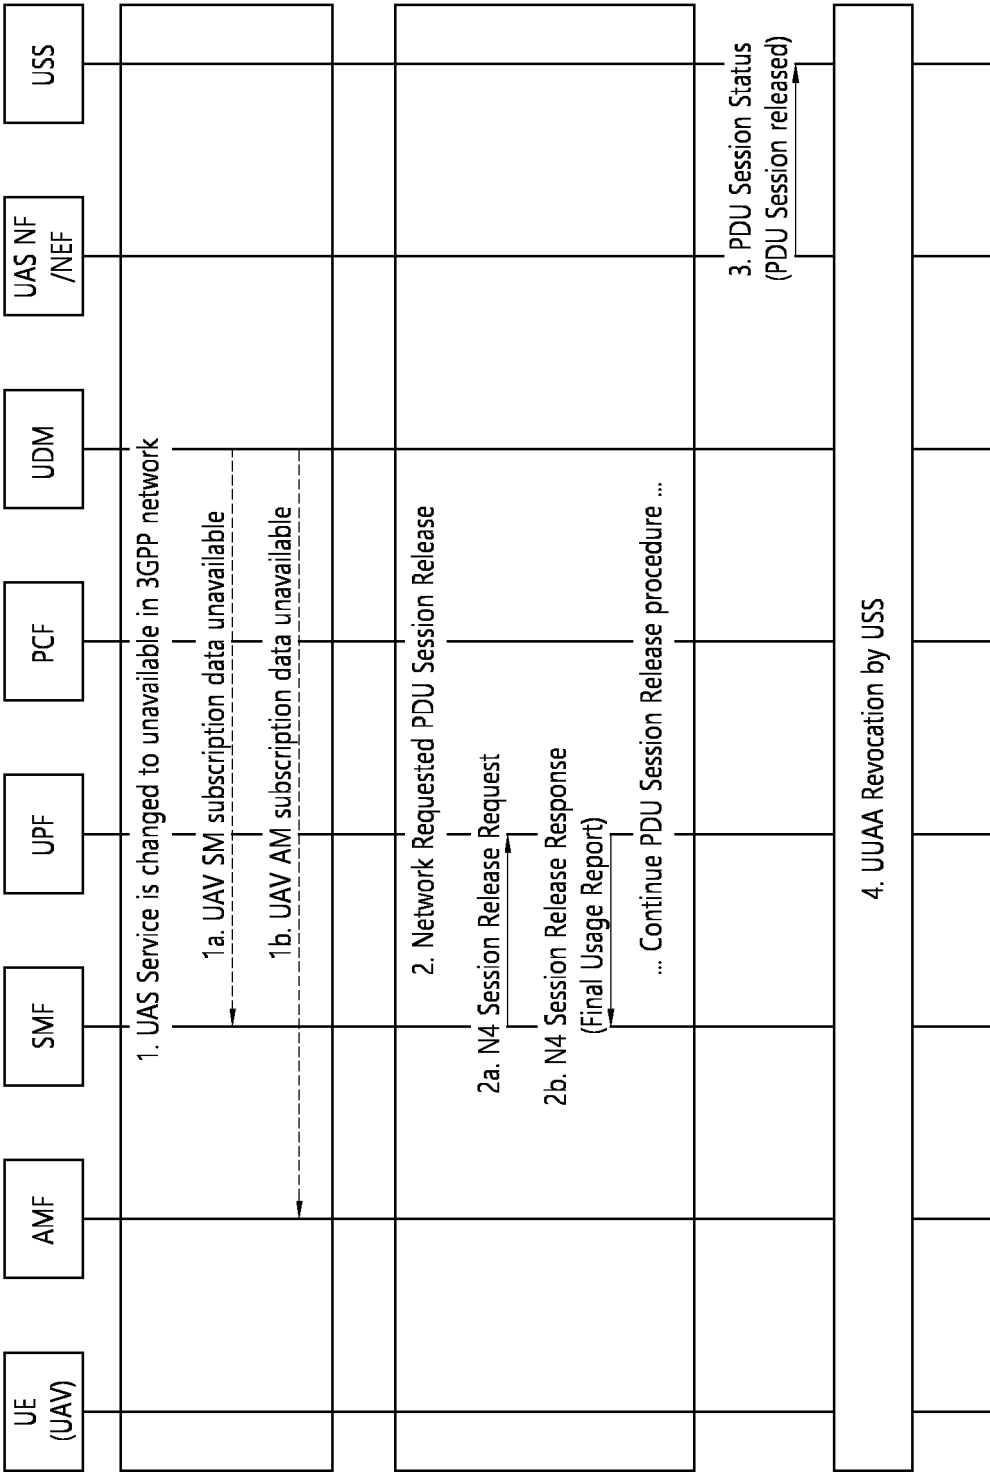 UE
(UAV)
AMF
SMF
UPF
PCF
UDM
UAS NF
/NEF
USS
1. UAS Service is changed to unavailable in 3GPP network
1a. UAV SM subscription data unavailable
1b. UAV AM subscription data unavailable
2. Network Requested PDU Session Release
2a. N4 Session Release Request
2b. N4 Session Release Response
(Final Usage Report)
... Continue PDU Session Release procedure ...
3. PDU Session Status
(PDU Session released)
4. UUAA Revocation by USS